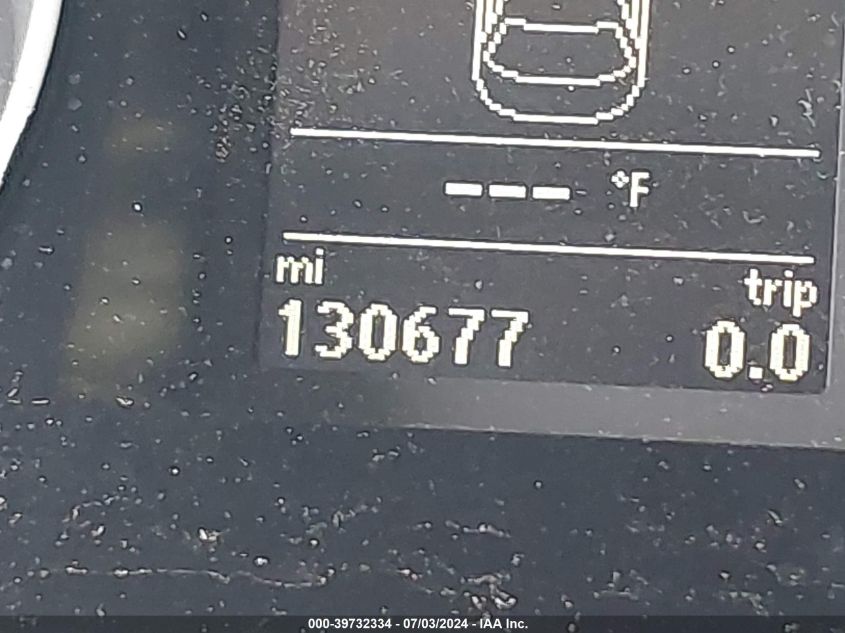 --- °F
mi trip
130677 0.0
000-39732334 - 07/03/2024 - IAA Inc.